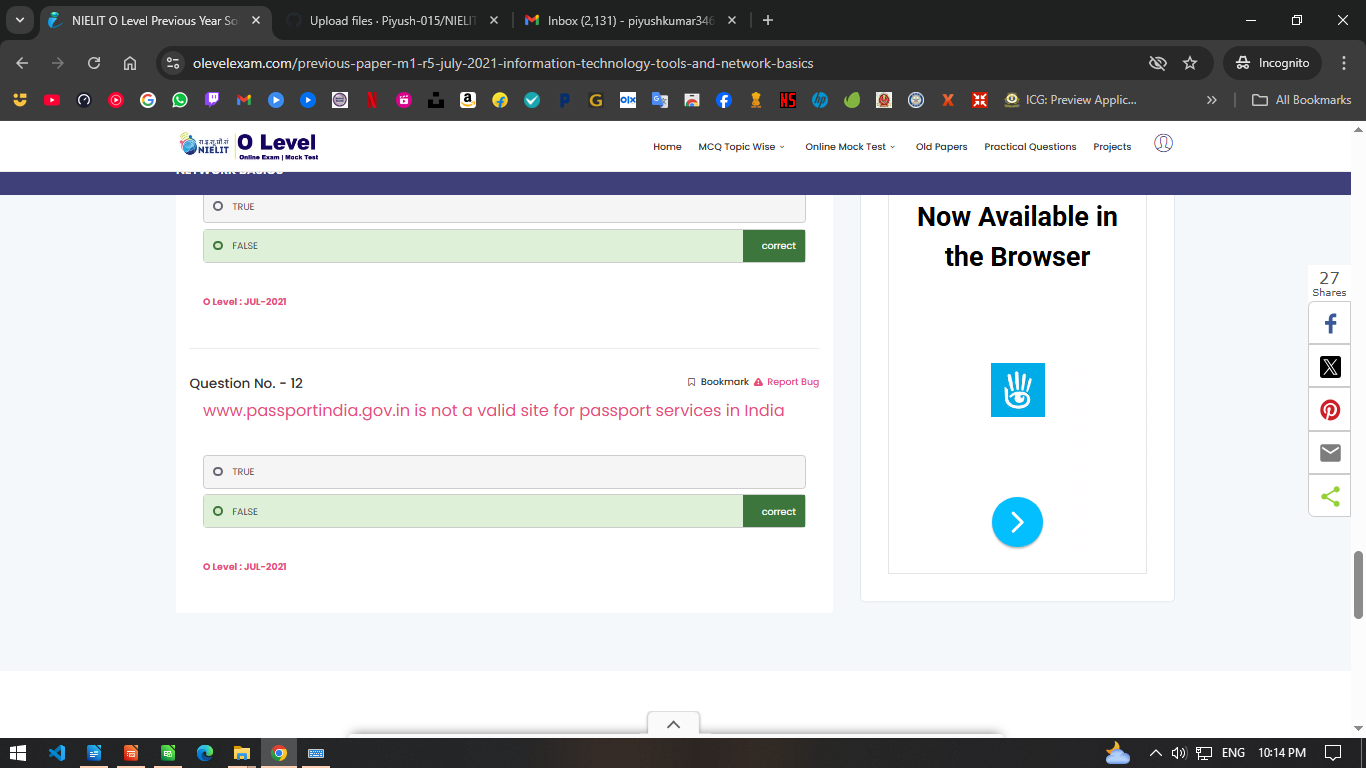 NIELIT O Level Previous Year So
Upload files · Piyush-015/NIELIT
Inbox (2,131) - piyushkumar346
olevelexam.com/previous-paper-m1-r5-july-2021-information-technology-tools-and-network-basics
Incognito
ICG: Preview Applic...
All Bookmarks
NIELIT
O Level
Online Exam | Mock Test
Home
MCQ Topic Wise
Online Mock Test
Old Papers
Practical Questions
Projects
NETWORK BASICS
TRUE
FALSE
correct
O Level : JUL-2021
Question No. - 12
Bookmark
Report Bug
www.passportindia.gov.in is not a valid site for passport services in India
TRUE
FALSE
correct
O Level : JUL-2021
Now Available in
the Browser
27
Shares
ENG
10:14 PM